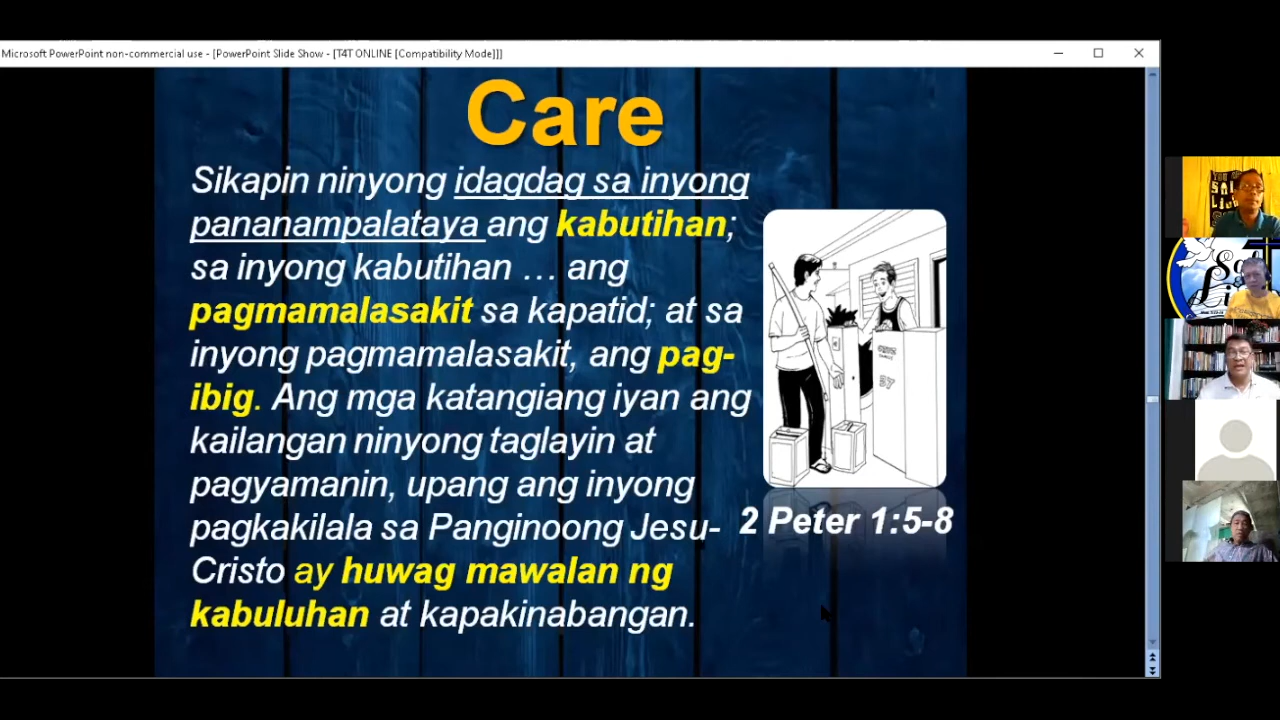 Microsoft PowerPoint non-commercial use - [PowerPoint Slide Show - [T4T ONLINE [Compatibility Mode]]]
Care
Sikapin ninyong idagdag sa inyong
pananampalataya ang kabutihan;
sa inyong kabutihan … ang
pagmamalasakit sa kapatid; at sa
inyong pagmamalasakit, ang pag-
ibig. Ang mga katangiang iyan ang
kailangan ninyong taglayin at
pagyamanin, upang ang inyong
pagkakilala sa Panginoong Jesu-
Cristo ay huwag mawalan ng
kabuluhan at kapakinabangan.
2 Peter 1:5-8